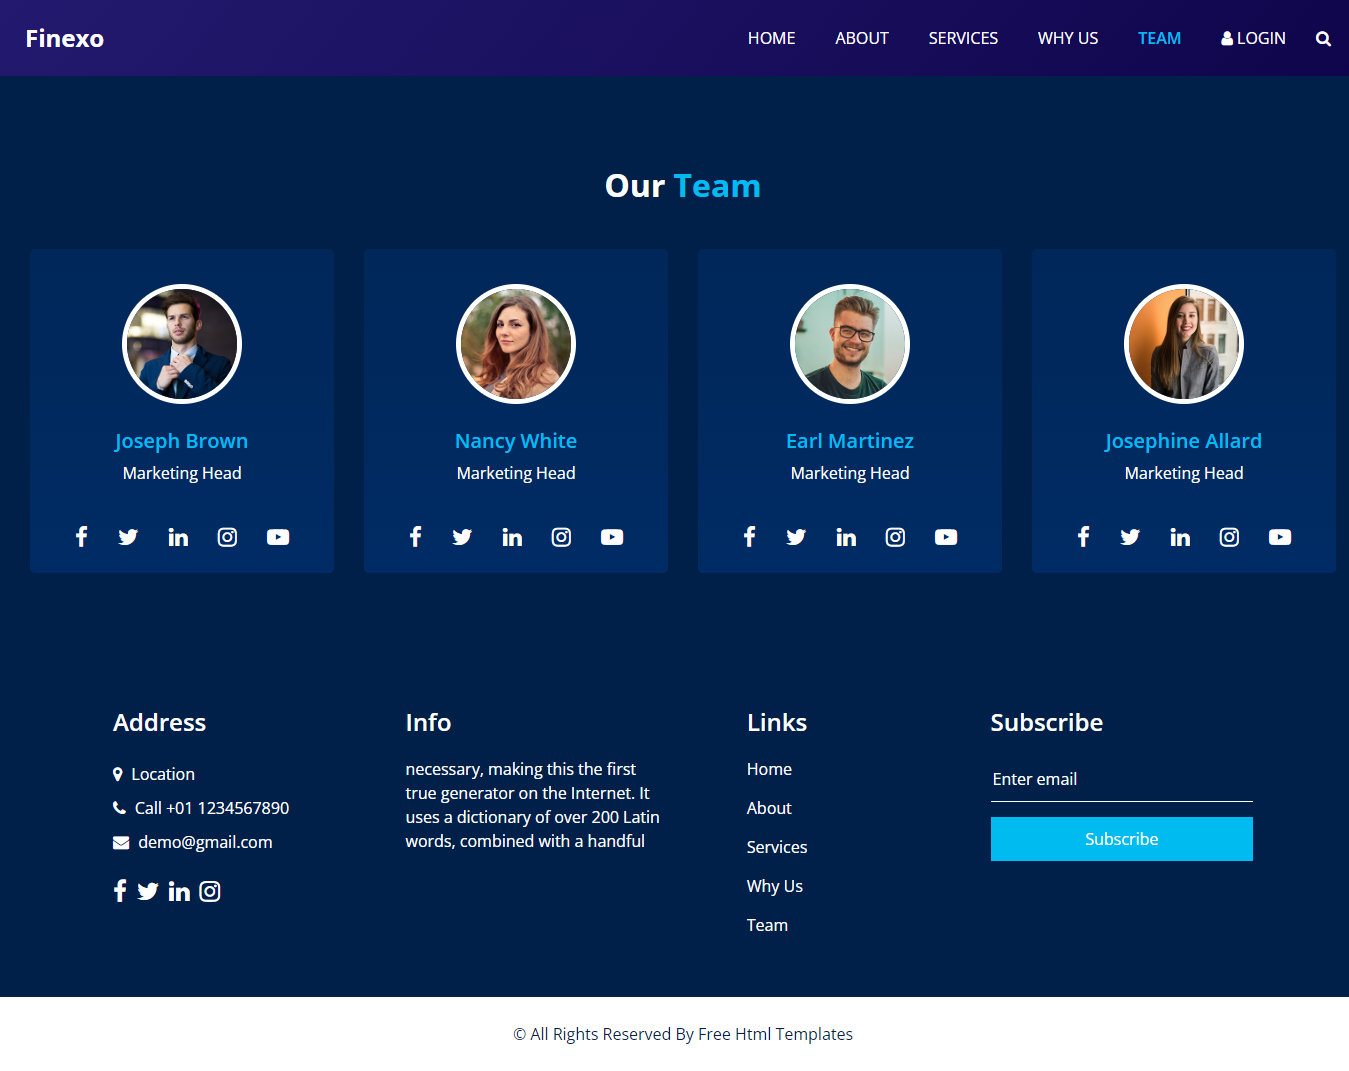 Finexo
HOME ABOUT SERVICES WHY US TEAM LOGIN
Our Team
Joseph Brown
Marketing Head
Nancy White
Marketing Head
Earl Martinez
Marketing Head
Josephine Allard
Marketing Head
Address
Location
Call +01 1234567890
demo@gmail.com
Info
necessary, making this the first
true generator on the Internet. It
uses a dictionary of over 200 Latin
words, combined with a handful
Links
Home
About
Services
Why Us
Team
Subscribe
Enter email
Subscribe
© All Rights Reserved By Free Html Templates